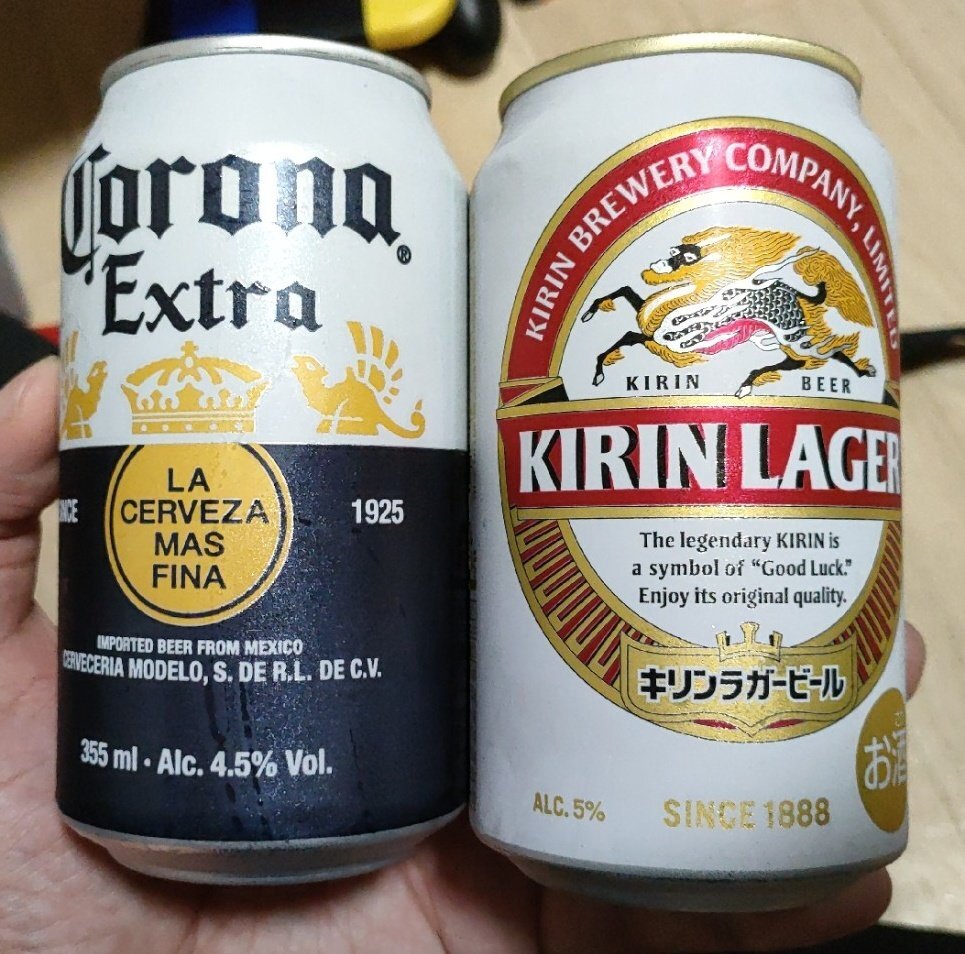 Corona®
Extra
LA
CERVEZA
MAS
FINA
1925
IMPORTED BEER FROM MEXICO
CERVECERIA MODELO, S. DE R.L. DE C.V.
355 ml • Alc. 4.5% Vol.
KIRIN BREWERY COMPANY, LIMITED
KIRIN BEER
KIRIN LAGER
The legendary KIRIN is
a symbol of "Good Luck."
Enjoy its original quality.
キリンラガービール
お酒
ALC. 5% SINCE 1888